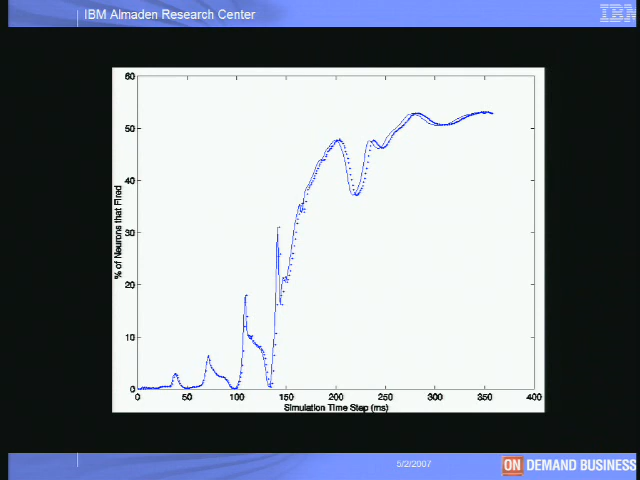 IBM Almaden Research Center
IBM
60
50
40
30
20
10
0
% of Neurons that Fired
0 50 100 150 200 250 300 350 400
Simulation Time Step (ms)
5/2/2007
ON DEMAND BUSINESS